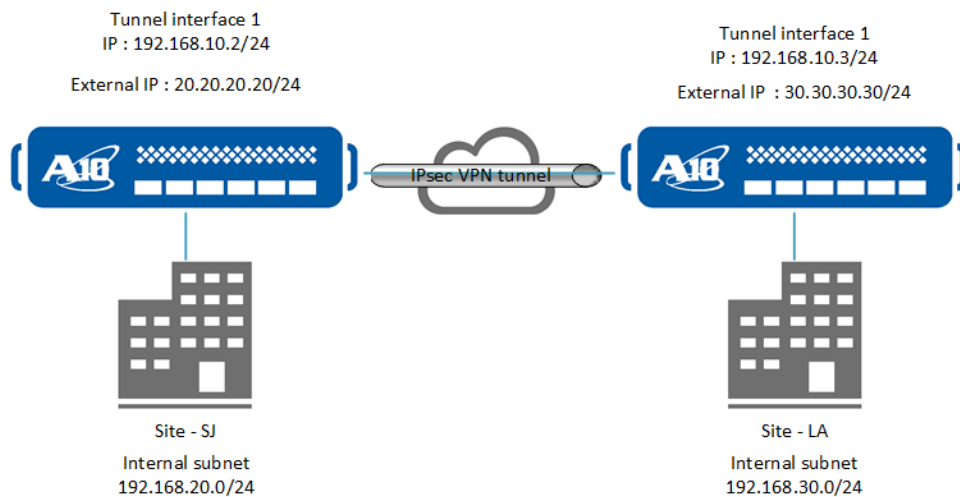 Tunnel interface 1
IP : 192.168.10.2/24
External IP : 20.20.20.20/24
Tunnel interface 1
IP : 192.168.10.3/24
External IP : 30.30.30.30/24
A10
IPsec VPN tunnel
A10
Site - SJ
Internal subnet
192.168.20.0/24
Site - LA
Internal subnet
192.168.30.0/24